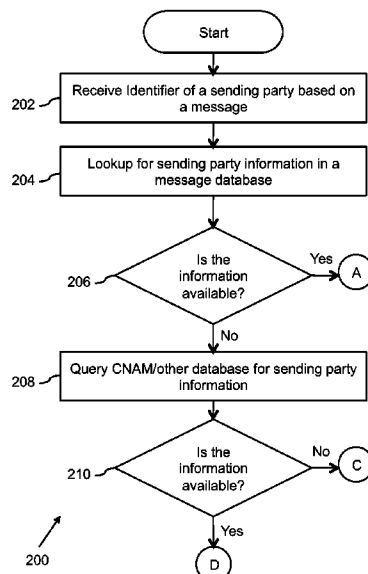 Start
202
Receive Identifier of a sending party based on
a message
204
Lookup for sending party information in a
message database
206
Is the
information
available?
Yes
A
No
208
Query CNAM/other database for sending party
information
210
Is the
information
available?
No
C
Yes
200
D